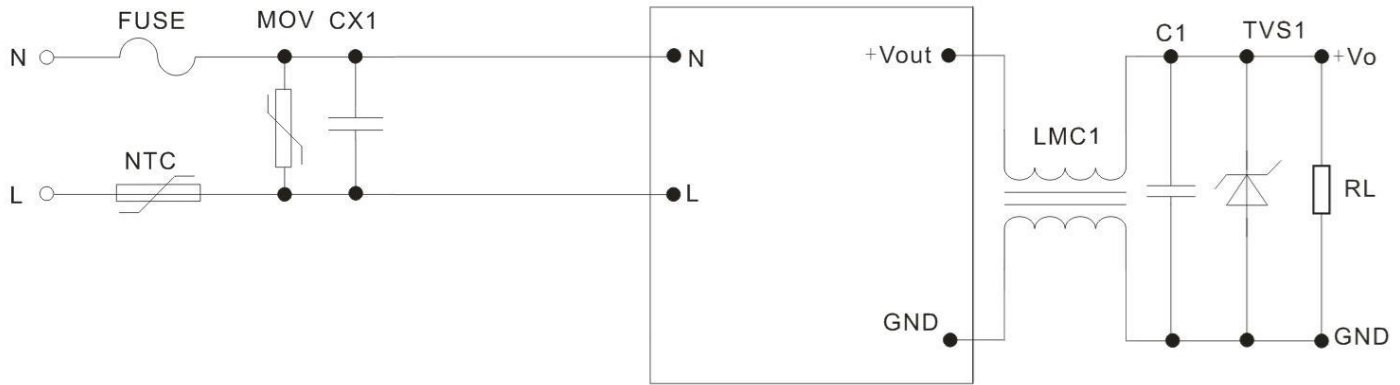 FUSE
MOV
CX1
C1
TVS1
N
N
+Vout
+Vo
LMC1
NTC
L
L
RL
GND
GND